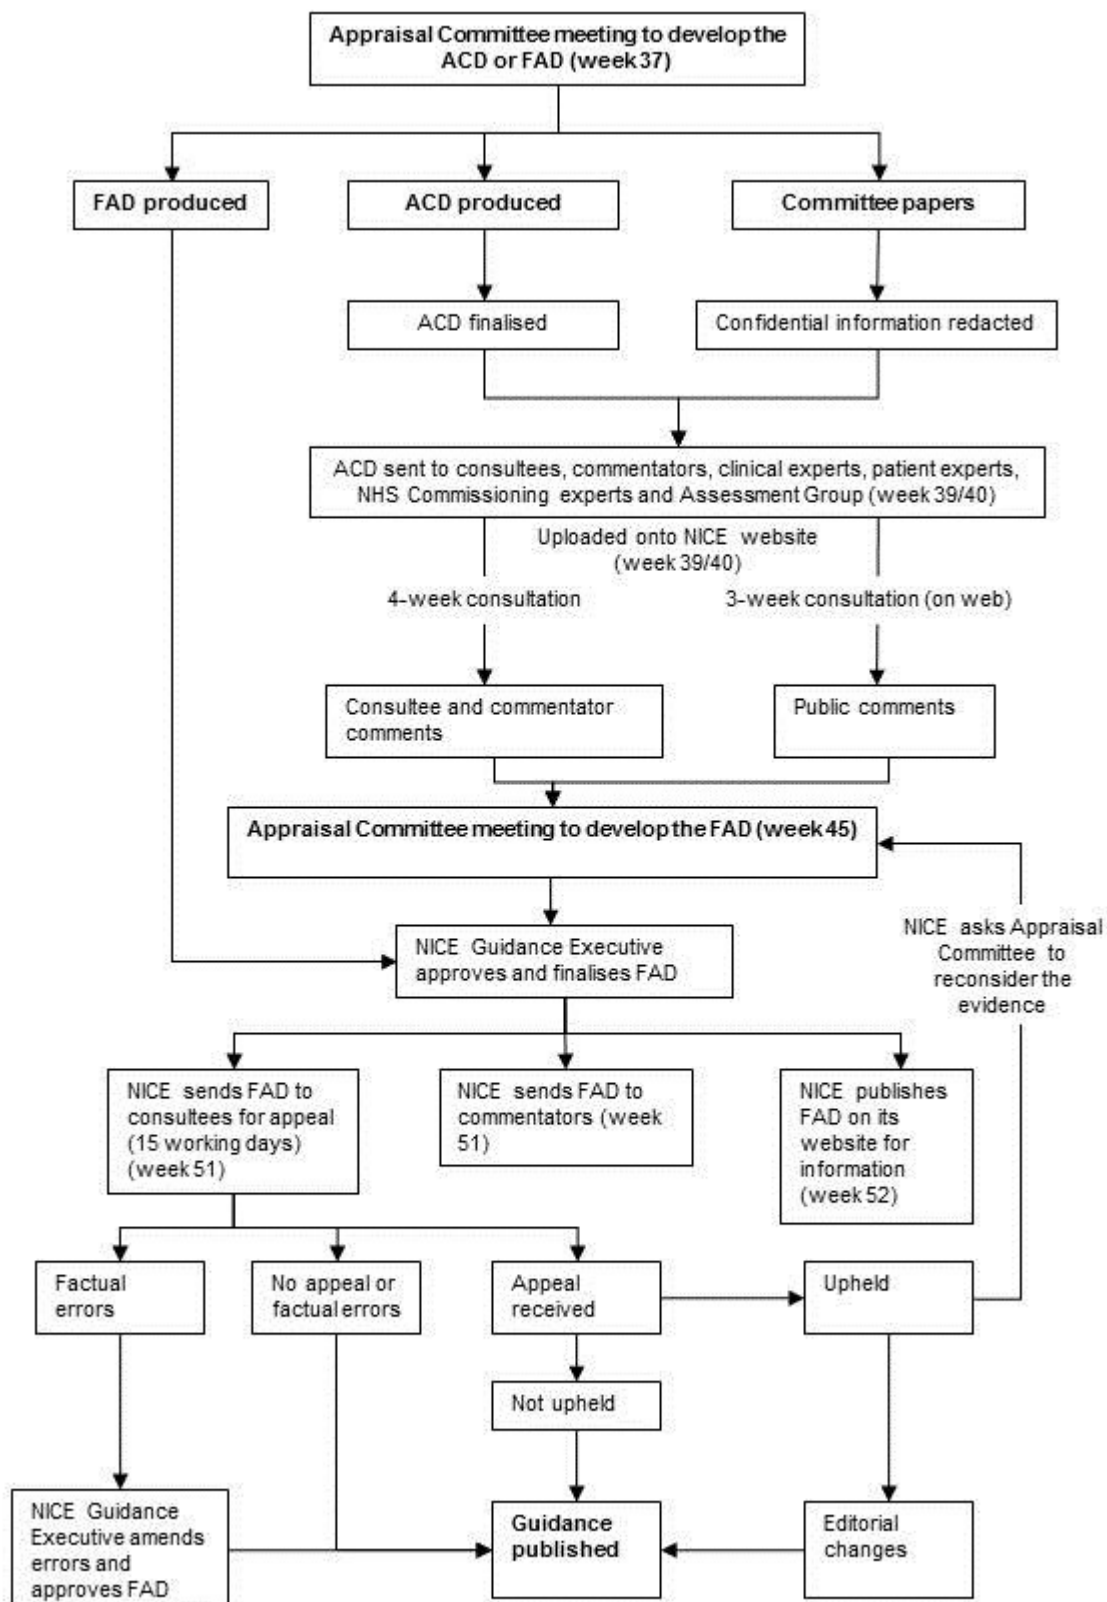 Appraisal Committee meeting to develop the
ACD or FAD (week 37)
FAD produced
ACD produced
Committee papers
ACD finalised
Confidential information redacted
ACD sent to consultees, commentators, clinical experts, patient experts,
NHS Commissioning experts and Assessment Group (week 39/40)
Uploaded onto NICE website
(week 39/40)
4-week consultation
3-week consultation (on web)
Consultee and commentator
comments
Public comments
Appraisal Committee meeting to develop the FAD (week 45)
NICE Guidance Executive
approves and finalises FAD
NICE asks Appraisal
Committee to
reconsider the
evidence
NICE sends FAD to
consultees for appeal
(15 working days)
(week 51)
NICE sends FAD to
commentators (week
51)
NICE publishes
FAD on its
website for
information
(week 52)
Factual
errors
No appeal or
factual errors
Appeal
received
Upheld
Not upheld
NICE Guidance
Executive amends
errors and
approves FAD
Guidance
published
Editorial
changes